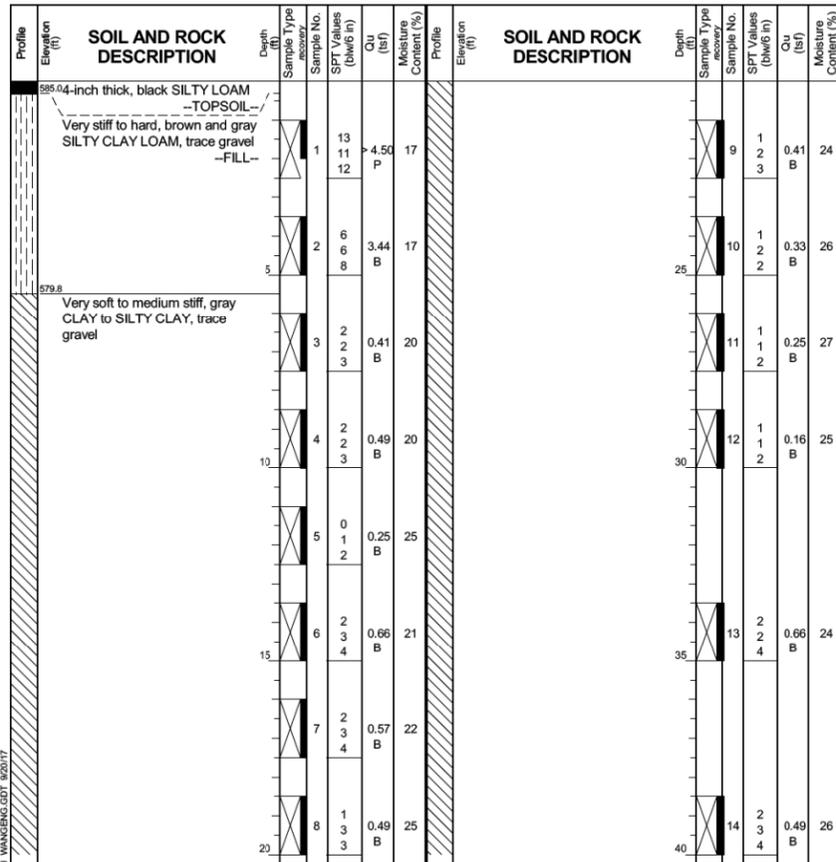 Profile
Elevation (ft)
SOIL AND ROCK DESCRIPTION
Depth (ft)
Sample Type recovery
Sample No.
SPT Values (blw/6 in)
Qu (tsf)
Moisture Content (%)
Profile
Elevation (ft)
SOIL AND ROCK DESCRIPTION
Depth (ft)
Sample Type recovery
Sample No.
SPT Values (blw/6 in)
Qu (tsf)
Moisture Content (%)
585.0 4-inch thick, black SILTY LOAM
--TOPSOIL--
Very stiff to hard, brown and gray
SILTY CLAY LOAM, trace gravel
--FILL--
1 13 11 12 > 4.50 P 17
2 6 6 8 3.44 B 17
5
579.8
Very soft to medium stiff, gray
CLAY to SILTY CLAY, trace
gravel
3 2 2 3 0.41 B 20
4 2 2 3 0.49 B 20
10
5 0 1 2 0.25 B 25
6 2 3 4 0.66 B 21
15
7 2 3 4 0.57 B 22
8 1 3 3 0.49 B 25
20
9 1 2 3 0.41 B 24
10 1 2 2 0.33 B 26
25
11 1 1 2 0.25 B 27
12 1 1 2 0.16 B 25
30
13 2 2 4 0.66 B 24
35
14 2 3 4 0.49 B 26
40
WANGENG.GDT 9/20/17